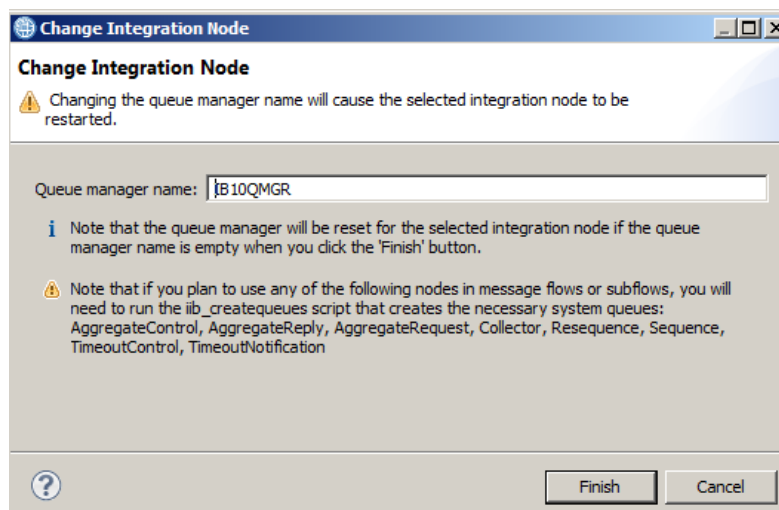 Change Integration Node
Change Integration Node
Changing the queue manager name will cause the selected integration node to be
restarted.
Queue manager name: IB10QMGR
Note that the queue manager will be reset for the selected integration node if the queue
manager name is empty when you click the 'Finish' button.
Note that if you plan to use any of the following nodes in message flows or subflows, you will
need to run the iib_createqueues script that creates the necessary system queues:
AggregateControl, AggregateReply, AggregateRequest, Collector, Resequence, Sequence,
TimeoutControl, TimeoutNotification
Finish Cancel